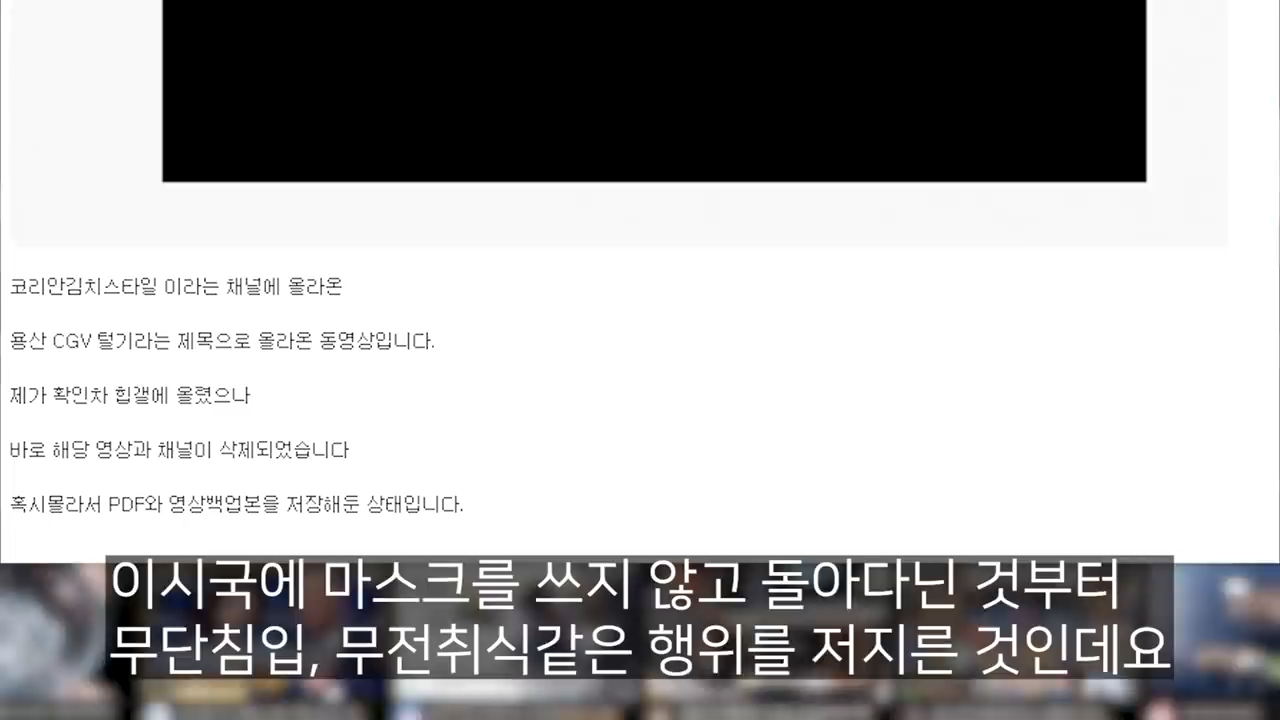 코리안김치스타일 이라는 채널에 올라온
용산 CGV 털기라는 제목으로 올라온 동영상입니다.
제가 확인차 힙갤에 올렸으나
바로 해당 영상과 채널이 삭제되었습니다
혹시몰라서 PDF와 영상백업본을 저장해둔 상태입니다.
이시국에 마스크를 쓰지 않고 돌아다닌 것부터
무단침입, 무전취식같은 행위를 저지른 것인데요